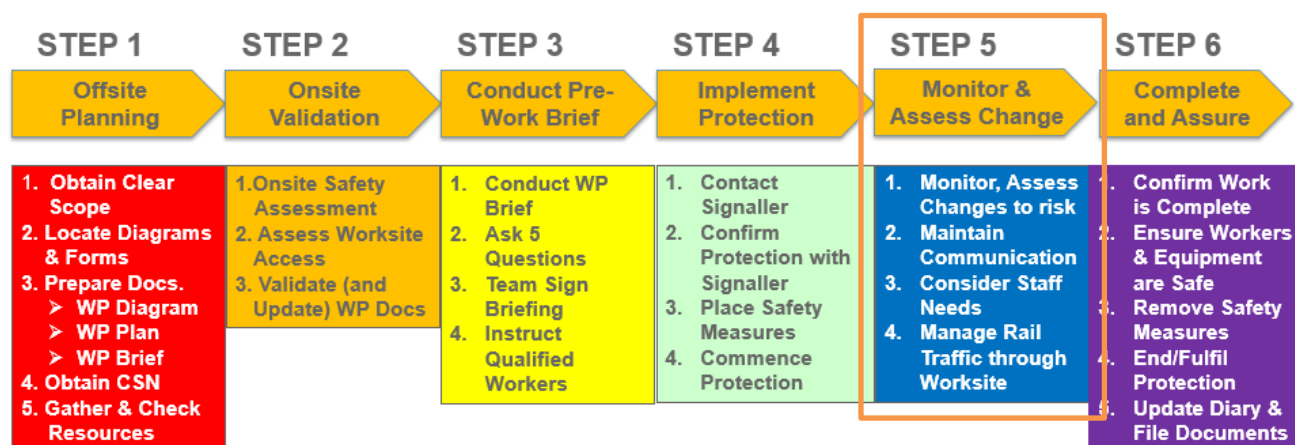 STEP 1
Offsite
Planning
1. Obtain Clear
Scope
2. Locate Diagrams
& Forms
3. Prepare Docs.
➤ WP Diagram
➤ WP Plan
➤ WP Brief
4. Obtain CSN
5. Gather & Check
Resources
STEP 2
Onsite
Validation
1.Onsite Safety
Assessment
2. Assess Worksite
Access
3. Validate (and
Update) WP Docs
STEP 3
Conduct Pre-
Work Brief
1. Conduct WP
Brief
2. Ask 5
Questions
3. Team Sign
Briefing
4. Instruct
Qualified
Workers
STEP 4
Implement
Protection
1. Contact
Signaller
2. Confirm
Protection with
Signaller
3. Place Safety
Measures
4. Commence
Protection
STEP 5
Monitor &
Assess Change
1. Monitor, Assess
Changes to risk
2. Maintain
Communication
3. Consider Staff
Needs
4. Manage Rail
Traffic through
Worksite
STEP 6
Complete
and Assure
1. Confirm Work
is Complete
2. Ensure Workers
& Equipment
are Safe
3. Remove Safety
Measures
4. End/Fulfil
Protection
5. Update Diary &
File Documents